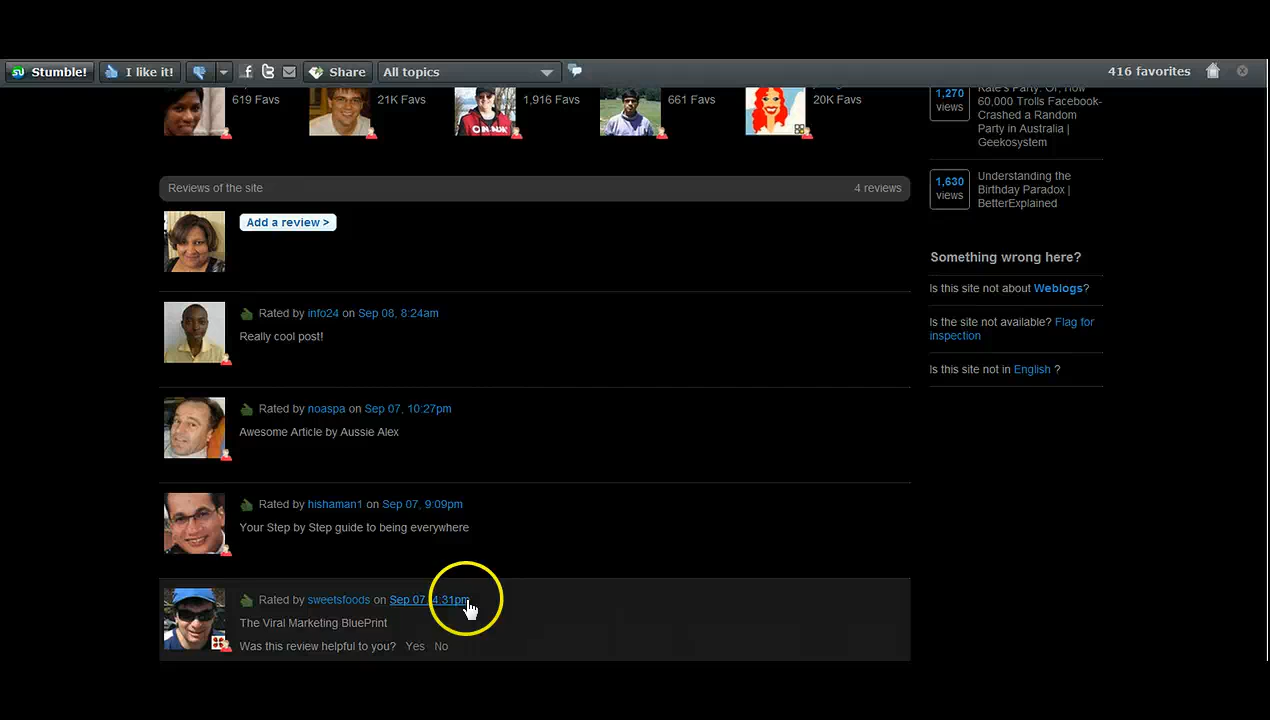 Stumble! I like it! Share All topics 416 favorites
619 Favs 21K Favs 1,916 Favs 661 Favs 20K Favs
1,270
views
Kate's Party: Or, How
60,000 Trolls Facebook-
Crashed a Random
Party in Australia |
Geekosystem
1,630
views
Understanding the
Birthday Paradox |
BetterExplained
Reviews of the site 4 reviews
Add a review >
Rated by info24 on Sep 08, 8:24am
Really cool post!
Rated by noaspa on Sep 07, 10:27pm
Awesome Article by Aussie Alex
Rated by hishaman1 on Sep 07, 9:09pm
Your Step by Step guide to being everywhere
Rated by sweetsfoods on Sep 07, 4:31pm
The Viral Marketing BluePrint
Was this review helpful to you? Yes No
Something wrong here?
Is this site not about Weblogs?
Is the site not available? Flag for
inspection
Is this site not in English ?